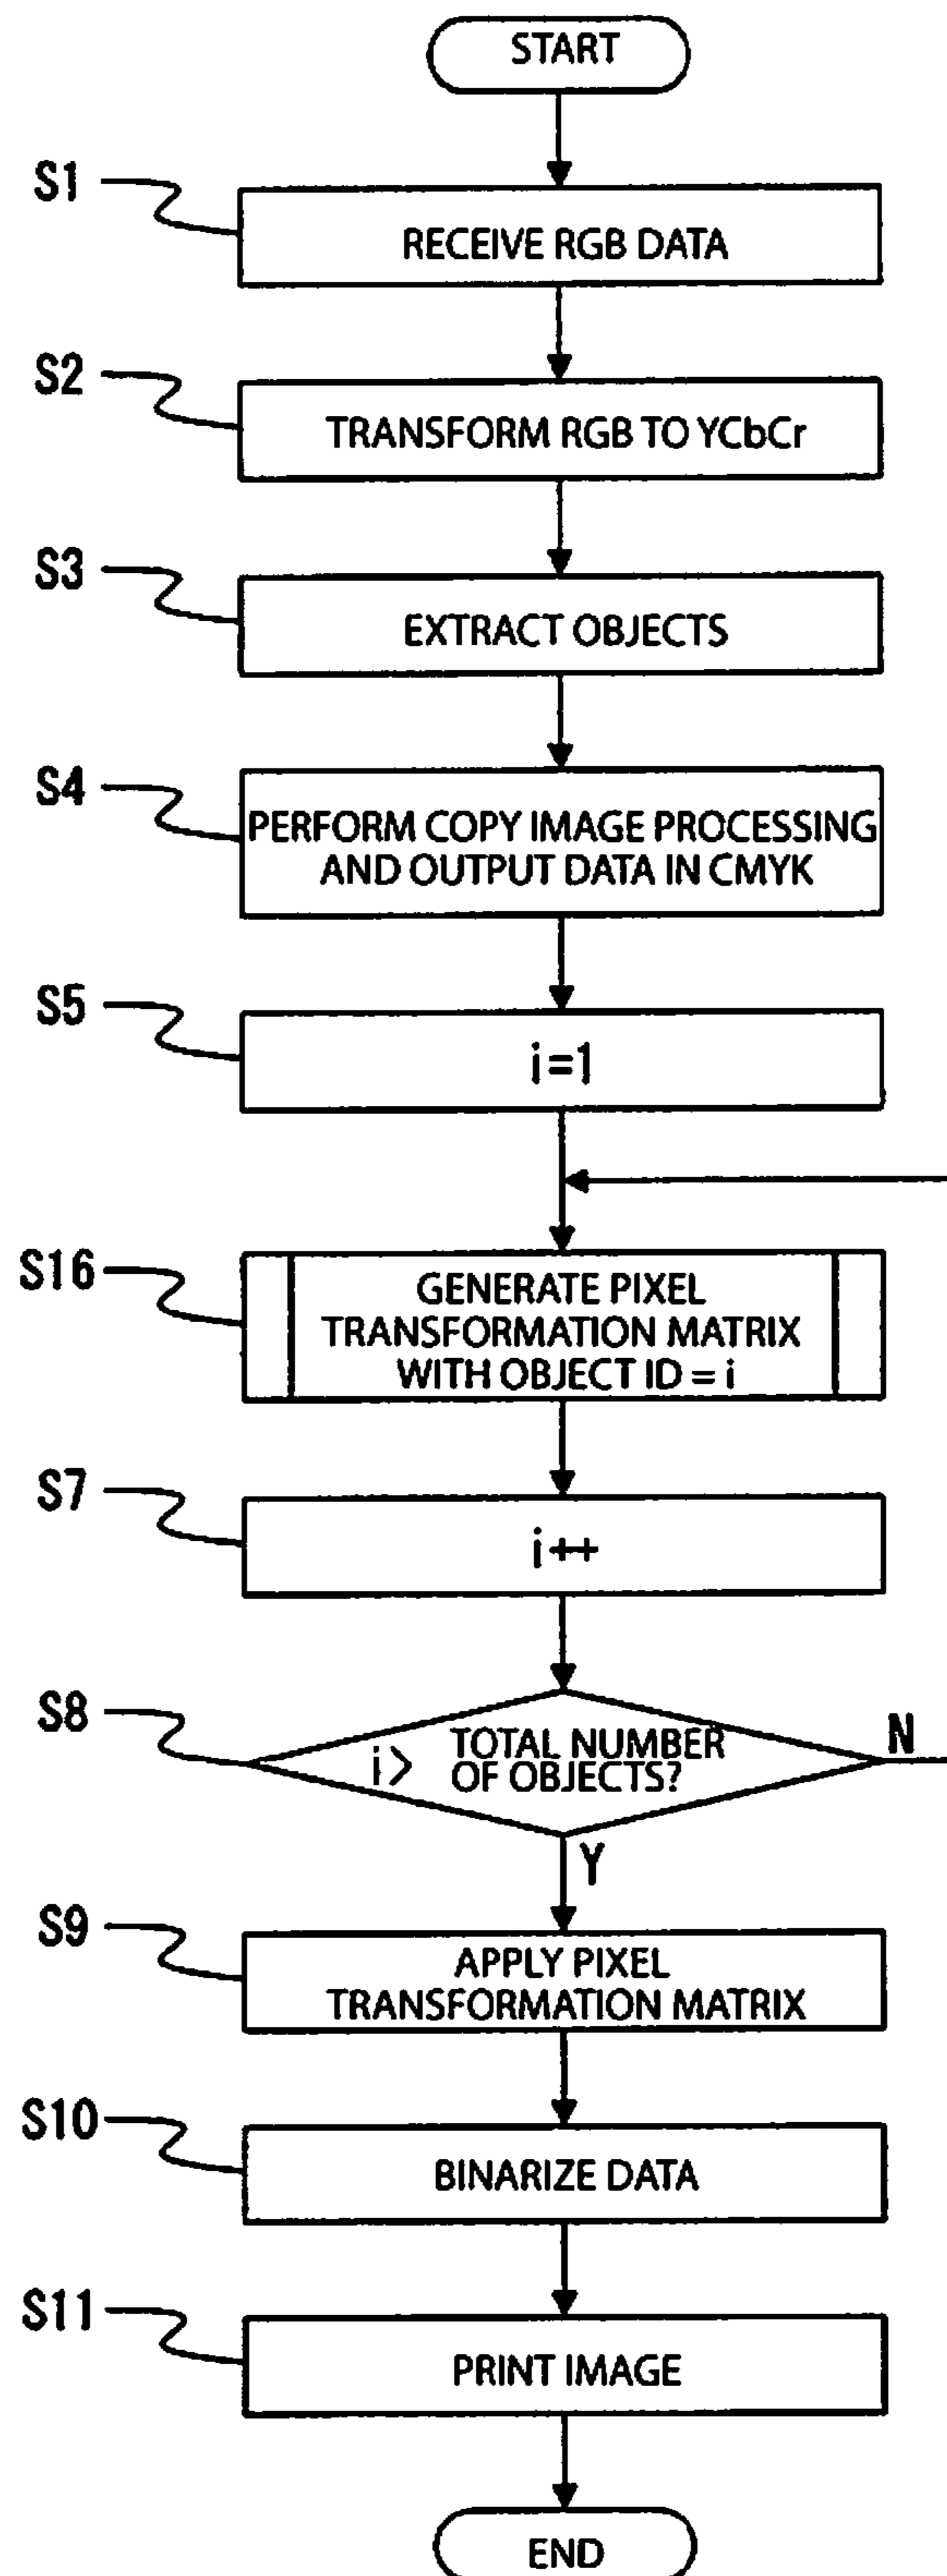 START
S1
RECEIVE RGB DATA
S2
TRANSFORM RGB TO YCbCr
S3
EXTRACT OBJECTS
S4
PERFORM COPY IMAGE PROCESSING
AND OUTPUT DATA IN CMYK
S5
i=1
S16
GENERATE PIXEL
TRANSFORMATION MATRIX
WITH OBJECT ID = i
S7
i++
S8
i> TOTAL NUMBER
OF OBJECTS?
N
Y
S9
APPLY PIXEL
TRANSFORMATION MATRIX
S10
BINARIZE DATA
S11
PRINT IMAGE
END